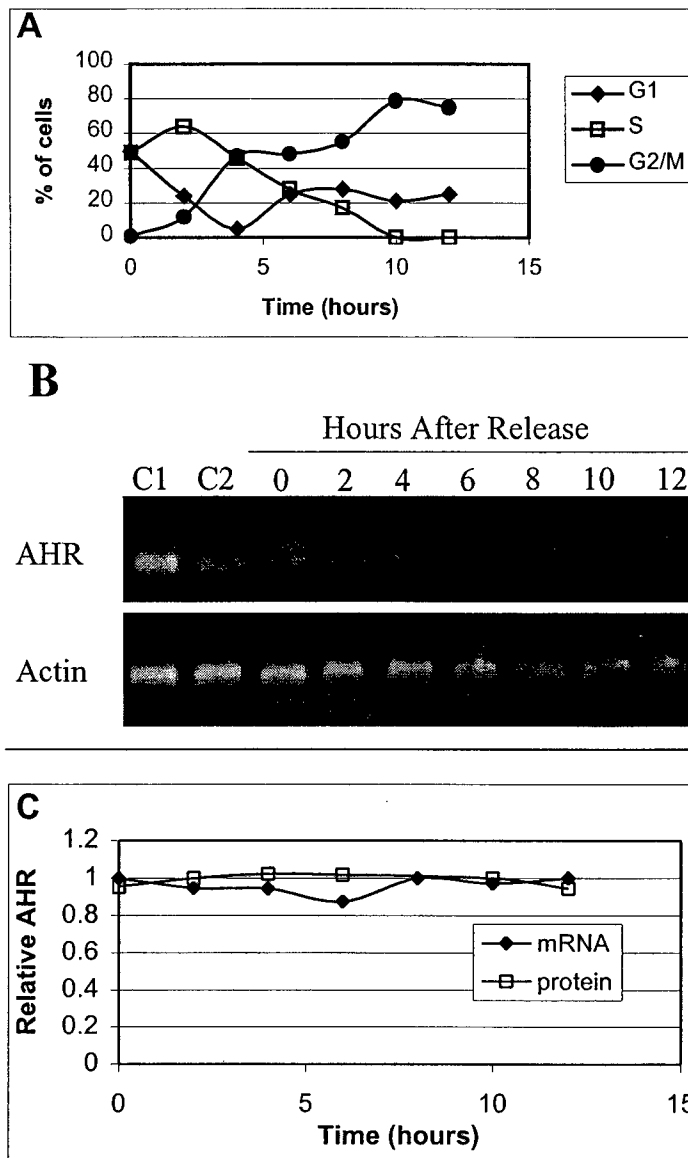 A
100
80
60
40
20
0
% of cells
0 5 10 15
Time (hours)
G1
S
G2/M
B
Hours After Release
C1 C2 0 2 4 6 8 10 12
AHR
Actin
C
1.2
1
0.8
0.6
0.4
0.2
0
Relative AHR
mRNA
protein
0 5 10 15
Time (hours)